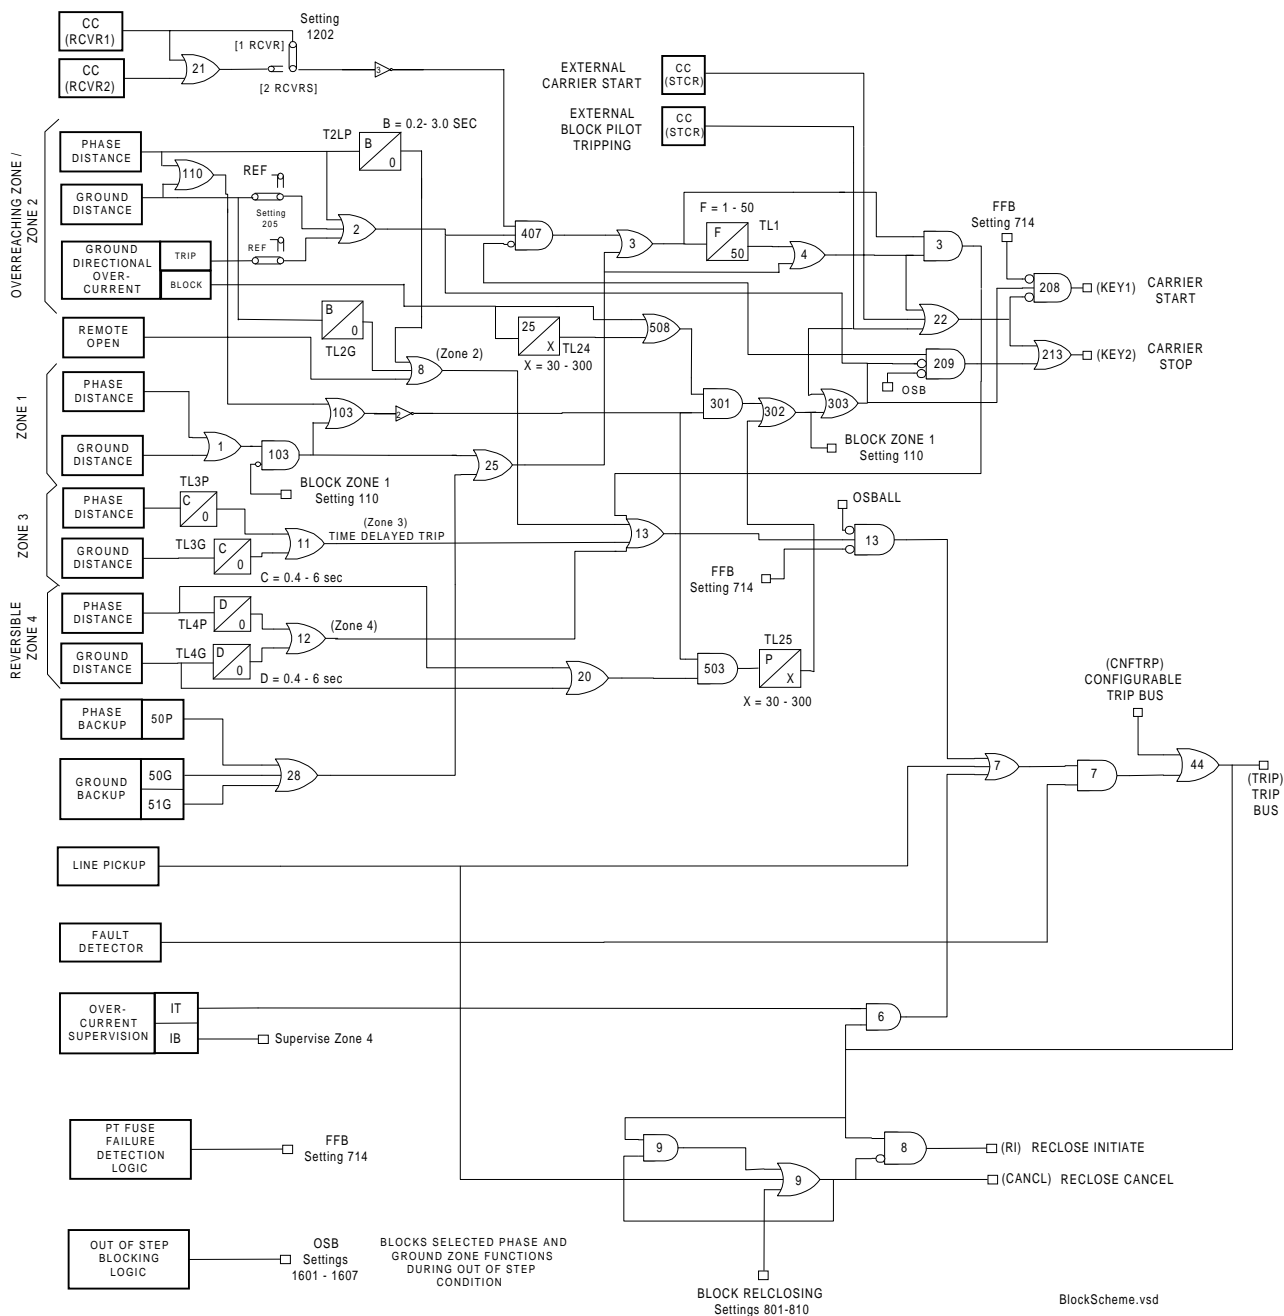 CC
(RCVR1)
CC
(RCVR2)
21
[1 RCVR]
[2 RCVRS]
Setting
1202
3
EXTERNAL
CARRIER START
CC
(STCR)
EXTERNAL
BLOCK PILOT
TRIPPING
CC
(STCR)
OVERREACHING ZONE /
ZONE 2
PHASE
DISTANCE
GROUND
DISTANCE
GROUND
DIRECTIONAL
OVER-
CURRENT
TRIP
BLOCK
REMOTE
OPEN
110
REF
Setting
205
REF
B = 0.2- 3.0 SEC
T2LP
B
0
2
B
0
TL2G
8
(Zone 2)
407
3
F = 1 - 50
F
50
TL1
4
3
25
X
TL24
X = 30 - 300
508
FFB
Setting 714
208
(KEY1)
CARRIER
START
22
209
OSB
213
(KEY2)
CARRIER
STOP
ZONE 1
PHASE
DISTANCE
GROUND
DISTANCE
1
103
103
2
BLOCK ZONE 1
Setting 110
25
301
302
303
BLOCK ZONE 1
Setting 110
ZONE 3
PHASE
DISTANCE
GROUND
DISTANCE
TL3P
C
0
TL3G
C
0
C = 0.4 - 6 sec
11
(Zone 3)
TIME DELAYED TRIP
13
OSBALL
13
FFB
Setting 714
REVERSIBLE
ZONE 4
PHASE
DISTANCE
GROUND
DISTANCE
D
0
TL4P
TL4G
D
0
D = 0.4 - 6 sec
12
(Zone 4)
20
503
TL25
P
X
X = 30 - 300
PHASE
BACKUP
50P
GROUND
BACKUP
50G
51G
28
(CNFTRP)
CONFIGURABLE
TRIP BUS
7
7
44
(TRIP)
TRIP
BUS
LINE PICKUP
FAULT
DETECTOR
OVER-
CURRENT
SUPERVISION
IT
IB
Supervise Zone 4
6
PT FUSE
FAILURE
DETECTION
LOGIC
FFB
Setting 714
9
9
8
(RI) RECLOSE INITIATE
(CANCL) RECLOSE CANCEL
OUT OF STEP
BLOCKING
LOGIC
OSB
Settings
1601 - 1607
BLOCKS SELECTED PHASE AND
GROUND ZONE FUNCTIONS
DURING OUT OF STEP
CONDITION
BLOCK RELCLOSING
Settings 801-810
BlockScheme.vsd